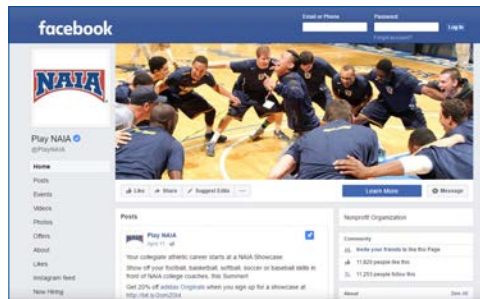 facebook
Email or Phone
Password
Log In
Forgot account?
NAIA
Play NAIA
@PlayNAIA
Home
Posts
Events
Videos
Photos
Offers
About
Likes
Instagram feed
Now Hiring
Like
Share
Suggest Edits
Learn More
Message
Posts
Play NAIA
April 11
Your collegiate athletic career starts at a NAIA Showcase
Show off your football, basketball, softball, soccer or baseball skills in
front of NAIA college coaches, this Summer!
Get 20% off adidas Originals when you sign up for a showcase at
Nonprofit Organization
Community
Invite your friends to like this Page
11,829 people like this
11,253 people follow this
About
See All